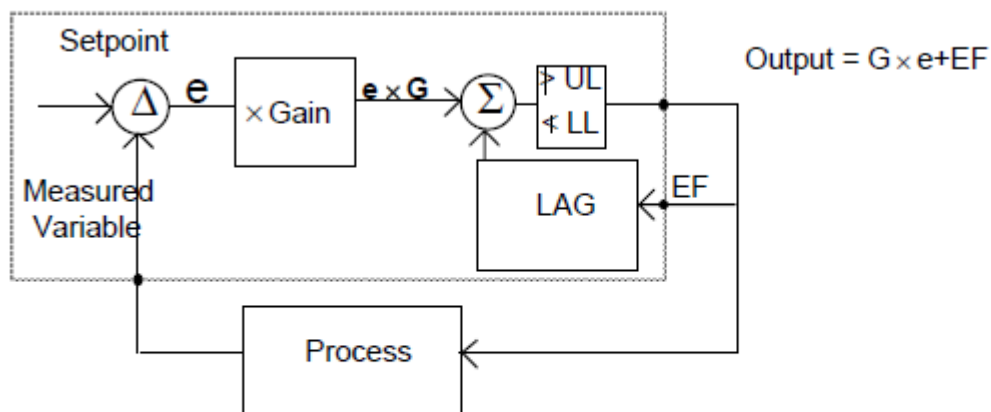 Setpoint
Output = G × e+EF
Δ
e
× Gain
e × G
Σ
> UL
< LL
Measured
Variable
LAG
EF
Process